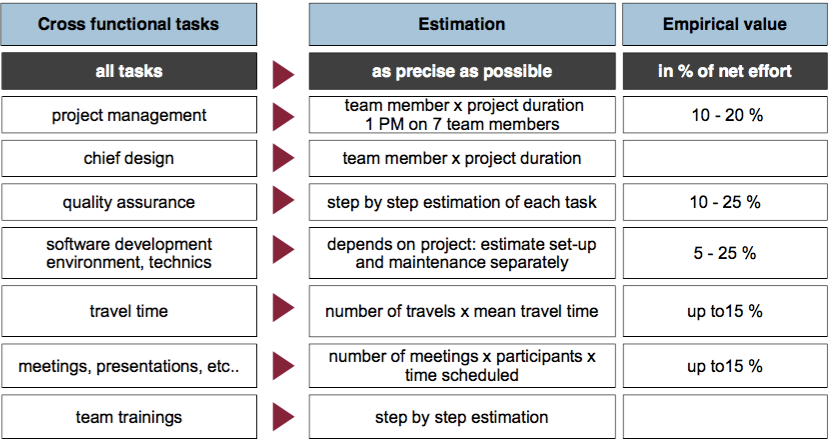 Cross functional tasks
Estimation
Empirical value
all tasks
as precise as possible
in % of net effort
project management
team member x project duration
1 PM on 7 team members
10 - 20 %
chief design
team member x project duration
quality assurance
step by step estimation of each task
10 - 25 %
software development
environment, technics
depends on project: estimate set-up
and maintenance separately
5 - 25 %
travel time
number of travels x mean travel time
up to15 %
meetings, presentations, etc..
number of meetings x participants x
time scheduled
up to15 %
team trainings
step by step estimation